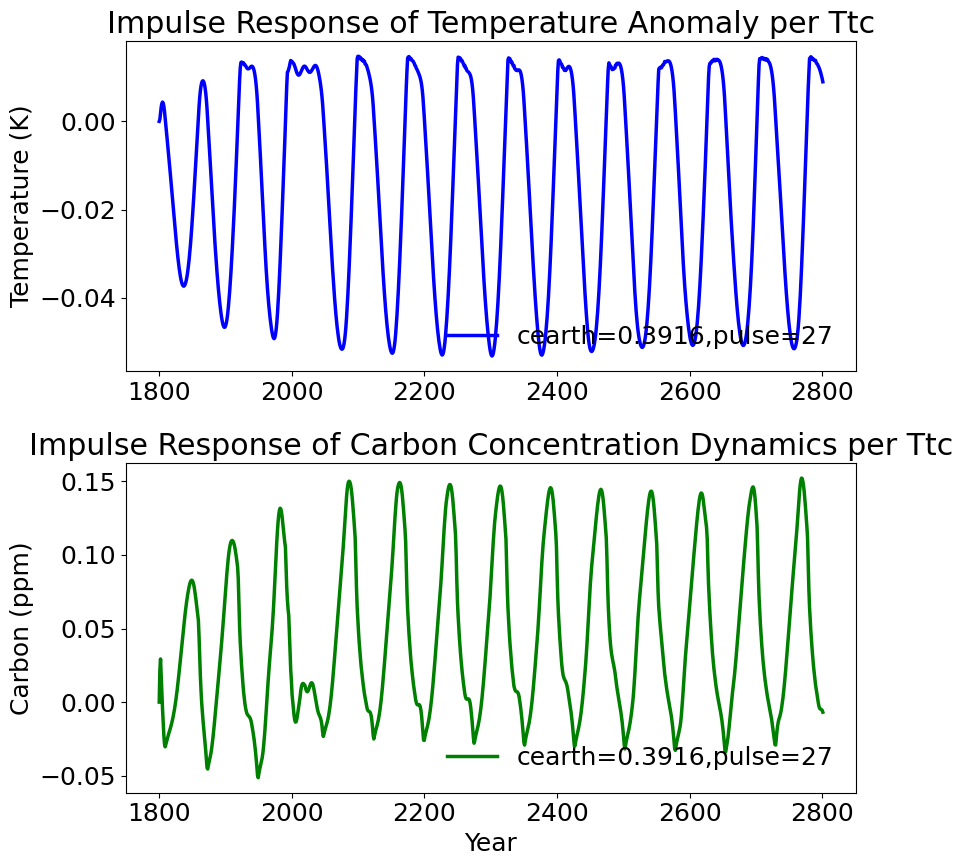 Impulse Response of Temperature Anomaly per Ttc
Temperature (K)
0.00
−0.02
−0.04
cearth=0.3916,pulse=27
1800 2000 2200 2400 2600 2800
Impulse Response of Carbon Concentration Dynamics per Ttc
Carbon (ppm)
0.15
0.10
0.05
0.00
−0.05
cearth=0.3916,pulse=27
1800 2000 2200 2400 2600 2800
Year